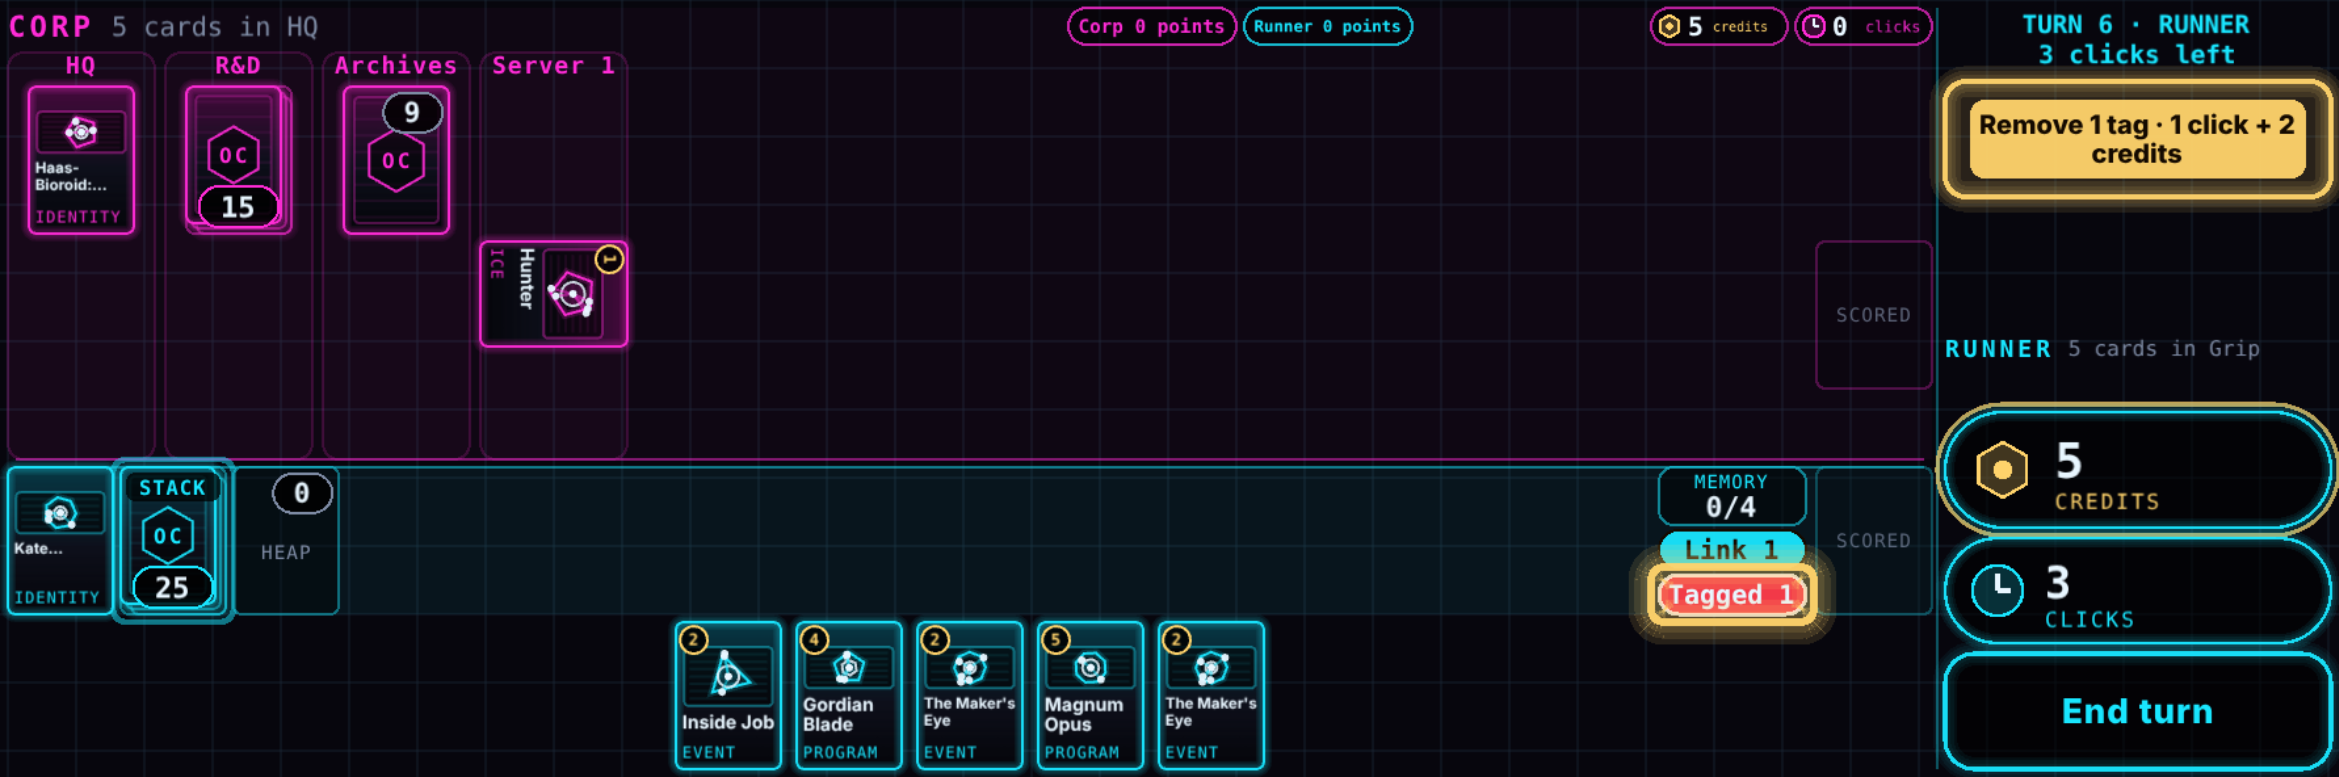 CORP 5 cards in HQ
Corp 0 points
Runner 0 points
5 credits
0 clicks
TURN 6 · RUNNER
3 clicks left
Remove 1 tag · 1 click + 2
credits
HQ
R&D
Archives
Server 1
Haas-
Bioroid:...
IDENTITY
OC
15
9
OC
ICE
Hunter
1
SCORED
RUNNER 5 cards in Grip
5
CREDITS
3
CLICKS
End turn
Kate...
IDENTITY
STACK
OC
25
0
HEAP
MEMORY
0/4
Link 1
Tagged 1
SCORED
2
Inside Job
EVENT
4
Gordian
Blade
PROGRAM
2
The Maker's
Eye
EVENT
5
Magnum
Opus
PROGRAM
2
The Maker's
Eye
EVENT